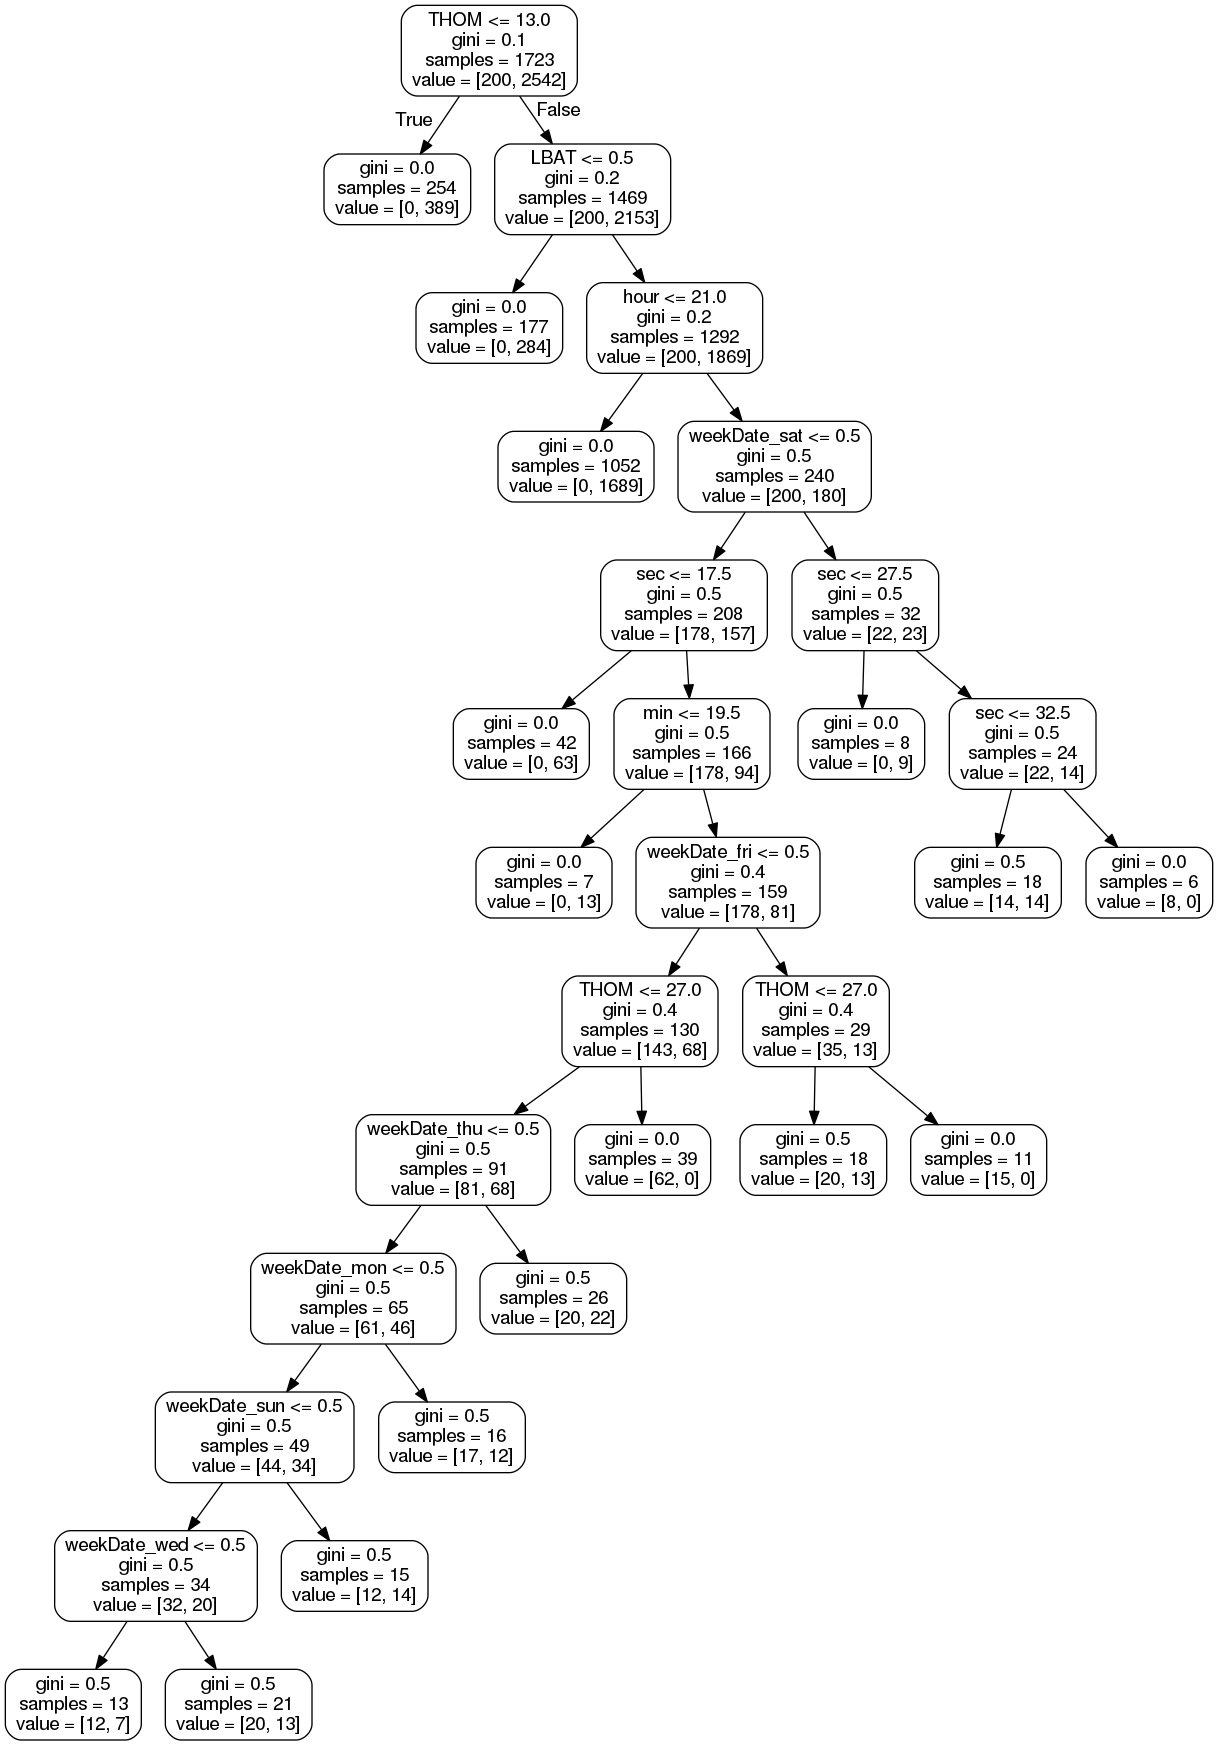 THOM <= 13.0
gini = 0.1
samples = 1723
value = [200, 2542]
True
False
gini = 0.0
samples = 254
value = [0, 389]
LBAT <= 0.5
gini = 0.2
samples = 1469
value = [200, 2153]
gini = 0.0
samples = 177
value = [0, 284]
hour <= 21.0
gini = 0.2
samples = 1292
value = [200, 1869]
gini = 0.0
samples = 1052
value = [0, 1689]
weekDate_sat <= 0.5
gini = 0.5
samples = 240
value = [200, 180]
sec <= 17.5
gini = 0.5
samples = 208
value = [178, 157]
sec <= 27.5
gini = 0.5
samples = 32
value = [22, 23]
gini = 0.0
samples = 42
value = [0, 63]
min <= 19.5
gini = 0.5
samples = 166
value = [178, 94]
gini = 0.0
samples = 8
value = [0, 9]
sec <= 32.5
gini = 0.5
samples = 24
value = [22, 14]
gini = 0.0
samples = 7
value = [0, 13]
weekDate_fri <= 0.5
gini = 0.4
samples = 159
value = [178, 81]
gini = 0.5
samples = 18
value = [14, 14]
gini = 0.0
samples = 6
value = [8, 0]
THOM <= 27.0
gini = 0.4
samples = 130
value = [143, 68]
THOM <= 27.0
gini = 0.4
samples = 29
value = [35, 13]
weekDate_thu <= 0.5
gini = 0.5
samples = 91
value = [81, 68]
gini = 0.0
samples = 39
value = [62, 0]
gini = 0.5
samples = 18
value = [20, 13]
gini = 0.0
samples = 11
value = [15, 0]
weekDate_mon <= 0.5
gini = 0.5
samples = 65
value = [61, 46]
gini = 0.5
samples = 26
value = [20, 22]
weekDate_sun <= 0.5
gini = 0.5
samples = 49
value = [44, 34]
gini = 0.5
samples = 16
value = [17, 12]
weekDate_wed <= 0.5
gini = 0.5
samples = 34
value = [32, 20]
gini = 0.5
samples = 15
value = [12, 14]
gini = 0.5
samples = 13
value = [12, 7]
gini = 0.5
samples = 21
value = [20, 13]